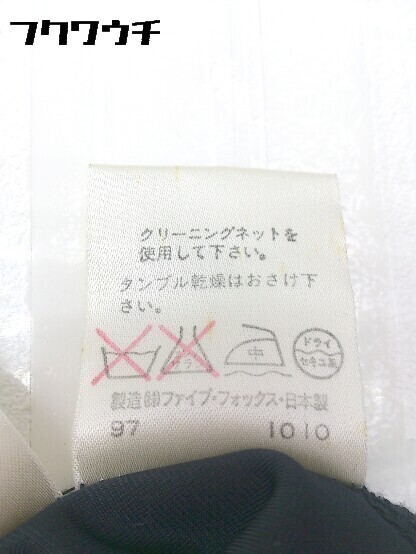 フクワウチ
クリーニングネットを
使用して下さい。
タンブル乾燥はおさけ下
さい。
中
ドライ
セキユ系
製造㈱ファイブ・フォックス・日本製
97 1010